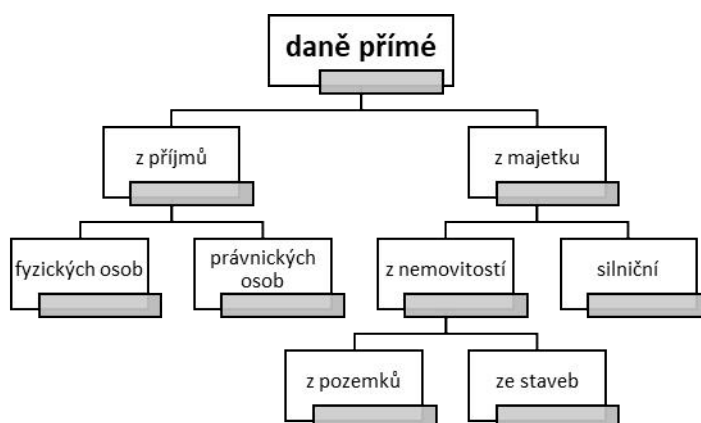 daně přímé
z příjmů
z majetku
fyzických osob
právnických
osob
z nemovitostí
silniční
z pozemků
ze staveb